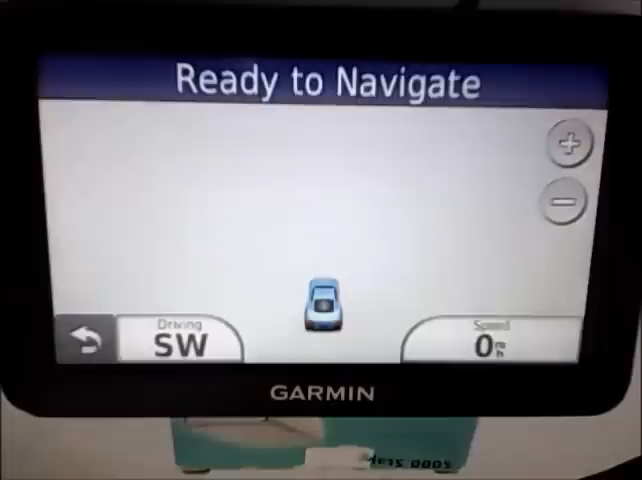 Ready to Navigate
Driving
SW
Speed
0 m h
GARMIN